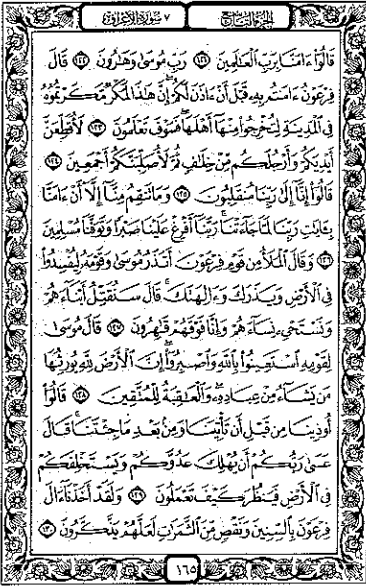 ٧ سورة الأعراف الجزء التاسع
قَالُوٓا۟ ءَامَنَّا بِرَبِّ ٱلْعَٰلَمِينَ ١٢١ رَبِّ مُوسَىٰ وَهَٰرُونَ ١٢٢ قَالَ
فِرْعَوْنُ ءَامَنتُم بِهِۦ قَبْلَ أَنْ ءَاذَنَ لَكُمْ إِنَّ هَٰذَا لَمَكْرٌ مَّكَرْتُمُوهُ
فِى ٱلْمَدِينَةِ لِتُخْرِجُوا۟ مِنْهَآ أَهْلَهَا فَسَوْفَ تَعْلَمُونَ ١٢٣ لَأُقَطِّعَنَّ
أَيْدِيَكُمْ وَأَرْجُلَكُم مِّنْ خِلَٰفٍ ثُمَّ لَأُصَلِّبَنَّكُمْ أَجْمَعِينَ ١٢٤
قَالُوٓا۟ إِنَّآ إِلَىٰ رَبِّنَا مُنقَلِبُونَ ١٢٥ وَمَا تَنقِمُ مِنَّآ إِلَّآ أَنْ ءَامَنَّا
بِـَٔايَٰتِ رَبِّنَا لَمَّا جَآءَتْنَا رَبَّنَآ أَفْرِغْ عَلَيْنَا صَبْرًا وَتَوَفَّنَا مُسْلِمِينَ
١٢٦ وَقَالَ ٱلْمَلَأُ مِن قَوْمِ فِرْعَوْنَ أَتَذَرُ مُوسَىٰ وَقَوْمَهُۥ لِيُفْسِدُوا۟
فِى ٱلْأَرْضِ وَيَذَرَكَ وَءَالِهَتَكَ قَالَ سَنُقَتِّلُ أَبْنَآءَهُمْ
وَنَسْتَحْىِۦ نِسَآءَهُمْ وَإِنَّا فَوْقَهُمْ قَٰهِرُونَ ١٢٧ قَالَ مُوسَىٰ
لِقَوْمِهِ ٱسْتَعِينُوا۟ بِٱللَّهِ وَٱصْبِرُوٓا۟ إِنَّ ٱلْأَرْضَ لِلَّهِ يُورِثُهَا
مَن يَشَآءُ مِنْ عِبَادِهِۦ وَٱلْعَٰقِبَةُ لِلْمُتَّقِينَ ١٢٨ قَالُوٓا۟
أُوذِينَا مِن قَبْلِ أَن تَأْتِيَنَا وَمِنۢ بَعْدِ مَا جِئْتَنَا قَالَ
عَسَىٰ رَبُّكُمْ أَن يُهْلِكَ عَدُوَّكُمْ وَيَسْتَخْلِفَكُمْ
فِى ٱلْأَرْضِ فَيَنظُرَ كَيْفَ تَعْمَلُونَ ١٢٩ وَلَقَدْ أَخَذْنَآ ءَالَ
فِرْعَوْنَ بِٱلسِّنِينَ وَنَقْصٍ مِّنَ ٱلثَّمَرَٰتِ لَعَلَّهُمْ يَذَّكَّرُونَ ١٣٠
١٦٥